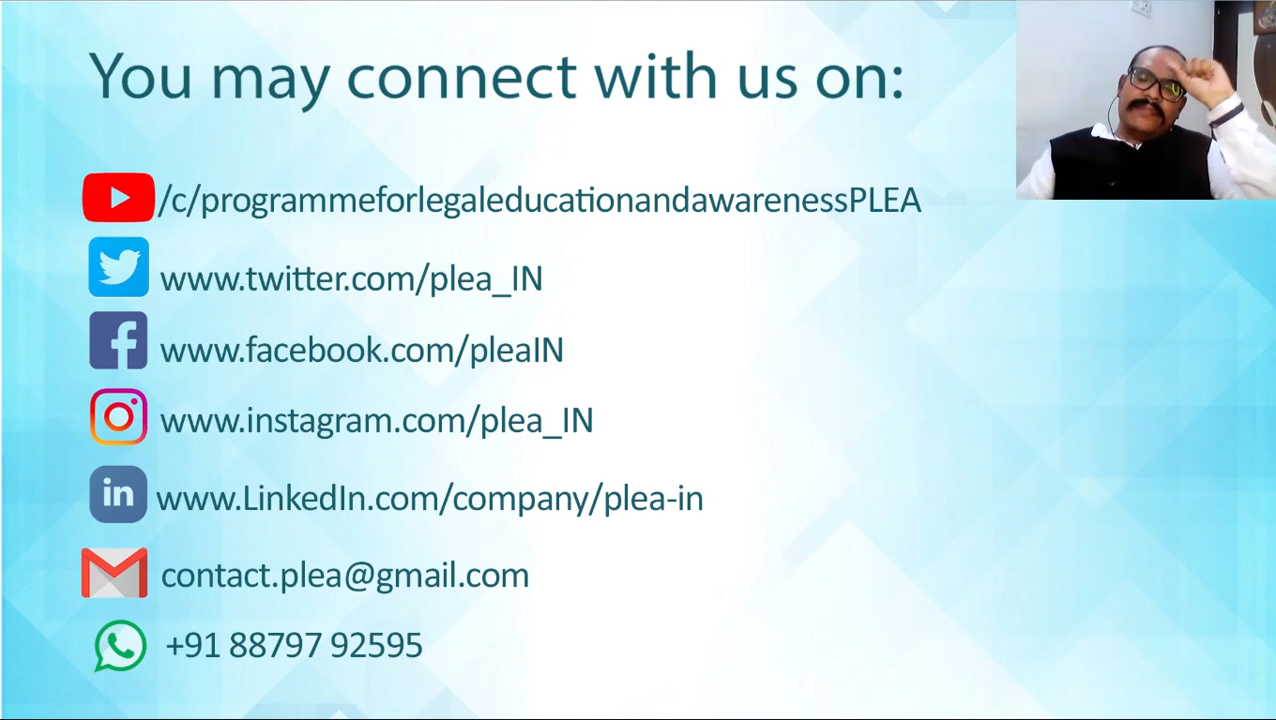 You may connect with us on:
/c/programmeforlegaleducationandawarenessPLEA
www.twitter.com/plea_IN
www.facebook.com/pleaIN
www.instagram.com/plea_IN
in www.LinkedIn.com/company/plea-in
contact.plea@gmail.com
+91 88797 92595